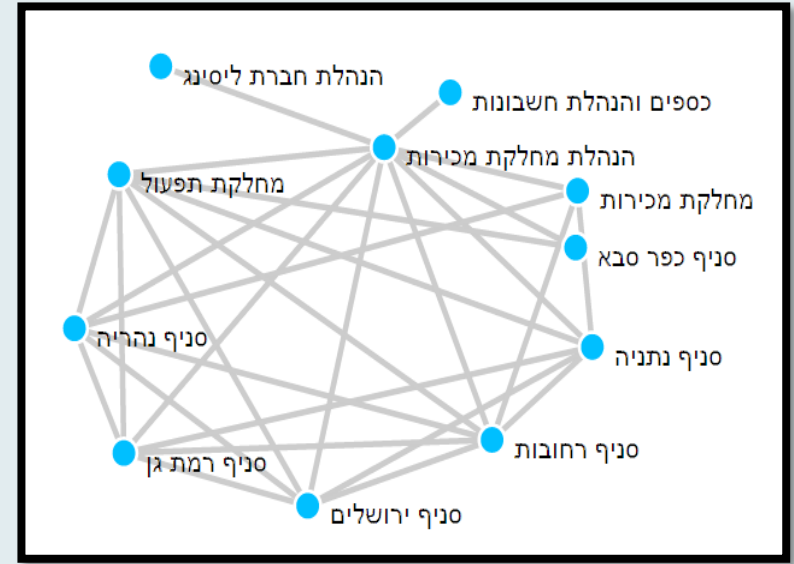 הנהלת חברת ליסינג
כספים והנהלת חשבונות
הנהלת מחלקת מכירות
מחלקת תפעול
מחלקת מכירות
סניף כפר סבא
סניף נהריה
סניף נתניה
סניף רחובות
סניף רמת גן
סניף ירושלים